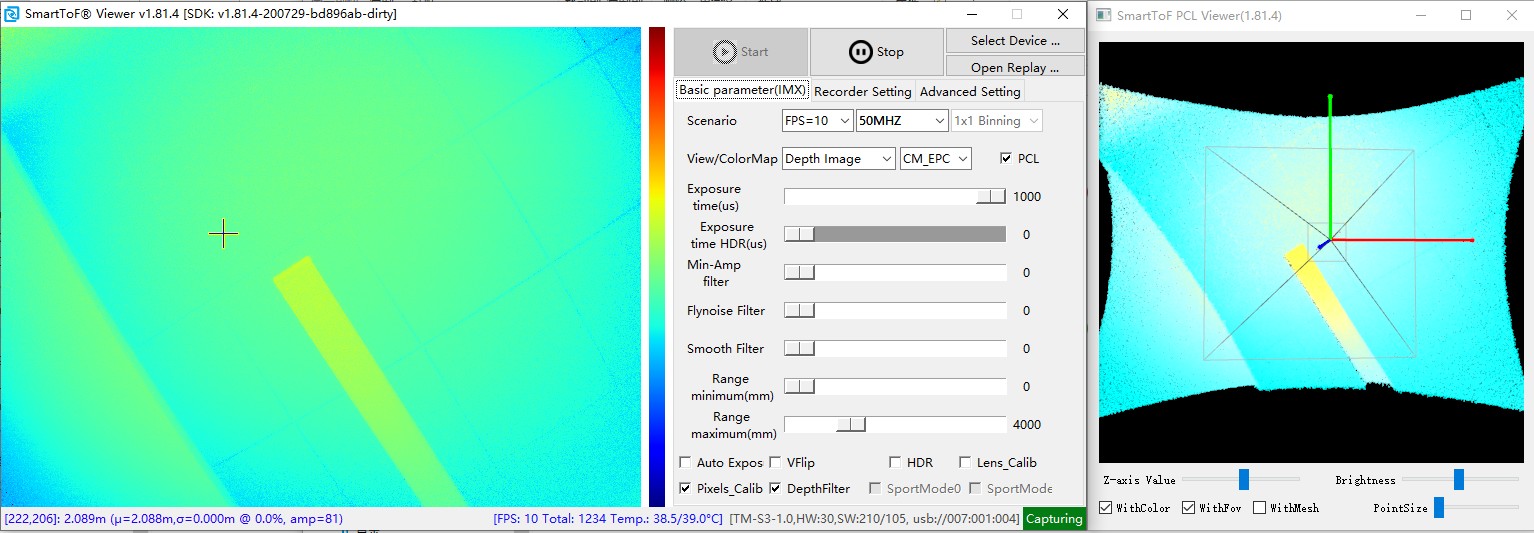 SmartToF® Viewer v1.81.4 [SDK: v1.81.4-200729-bd896ab-dirty]
Start
Stop
Select Device ...
Open Replay ...
Basic parameter(IMX)
Recorder Setting
Advanced Setting
Scenario
FPS=10
50MHZ
1x1 Binning
View/ColorMap
Depth Image
CM_EPC
PCL
Exposure
time(us)
1000
Exposure
time HDR(us)
0
Min-Amp
filter
0
Flynoise Filter
0
Smooth Filter
0
Range
minimum(mm)
0
Range
maximum(mm)
4000
Auto Expos
VFlip
HDR
Lens_Calib
Pixels_Calib
DepthFilter
SportMode0
SportMode
[222,206]: 2.089m (μ=2.088m,σ=0.000m @ 0.0%, amp=81)
[FPS: 10 Total: 1234 Temp.: 38.5/39.0°C]
[TM-S3-1.0,HW:30,SW:210/105, usb://007:001:004]
Capturing
SmartToF PCL Viewer(1.81.4)
Z-axis Value
Brightness
WithColor
WithFov
WithMesh
PointSize